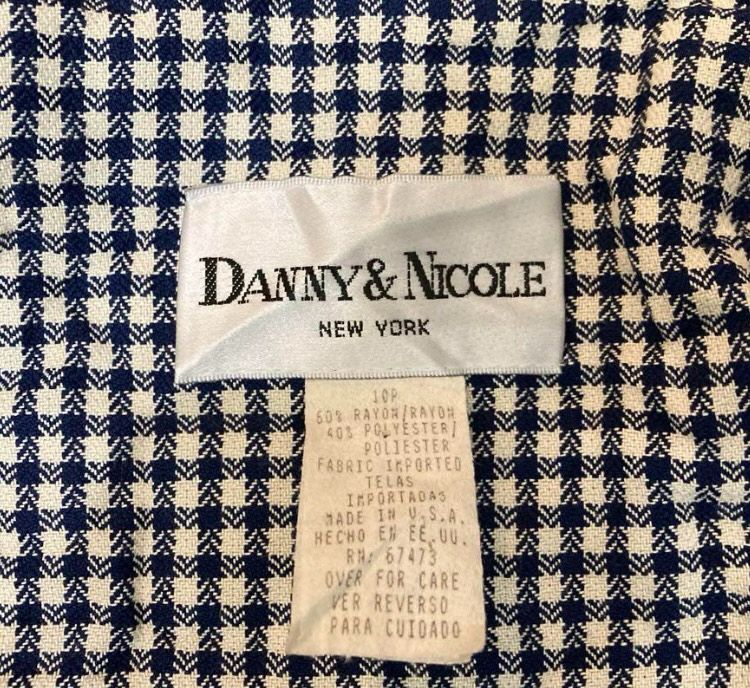 DANNY & NICOLE
NEW YORK
10P
60% RAYON/RAYON
40% POLYESTER/
POLIESTER
FABRIC IMPORTED
TELAS
IMPORTADAS
MADE IN U.S.A.
HECHO EN EE.UU.
RN: 67473
OVER FOR CARE
VER REVERSO
PARA CUIDADO